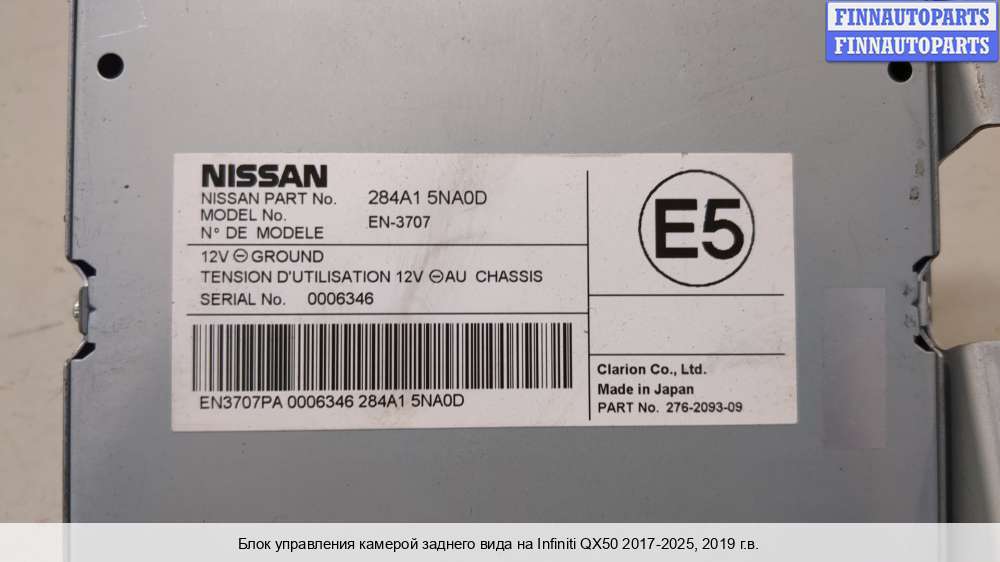 FINNAUTOPARTS
FINNAUTOPARTS
NISSAN
NISSAN PART No. 284A1 5NA0D
MODEL No.
N° DE MODELE EN-3707
12V ⊖ GROUND
TENSION D'UTILISATION 12V ⊖AU CHASSIS
SERIAL No. 0006346
EN3707PA 0006346 284A1 5NA0D
E5
Clarion Co., Ltd.
Made in Japan
PART No. 276-2093-09
Блок управления камерой заднего вида на Infiniti QX50 2017-2025, 2019 г.в.